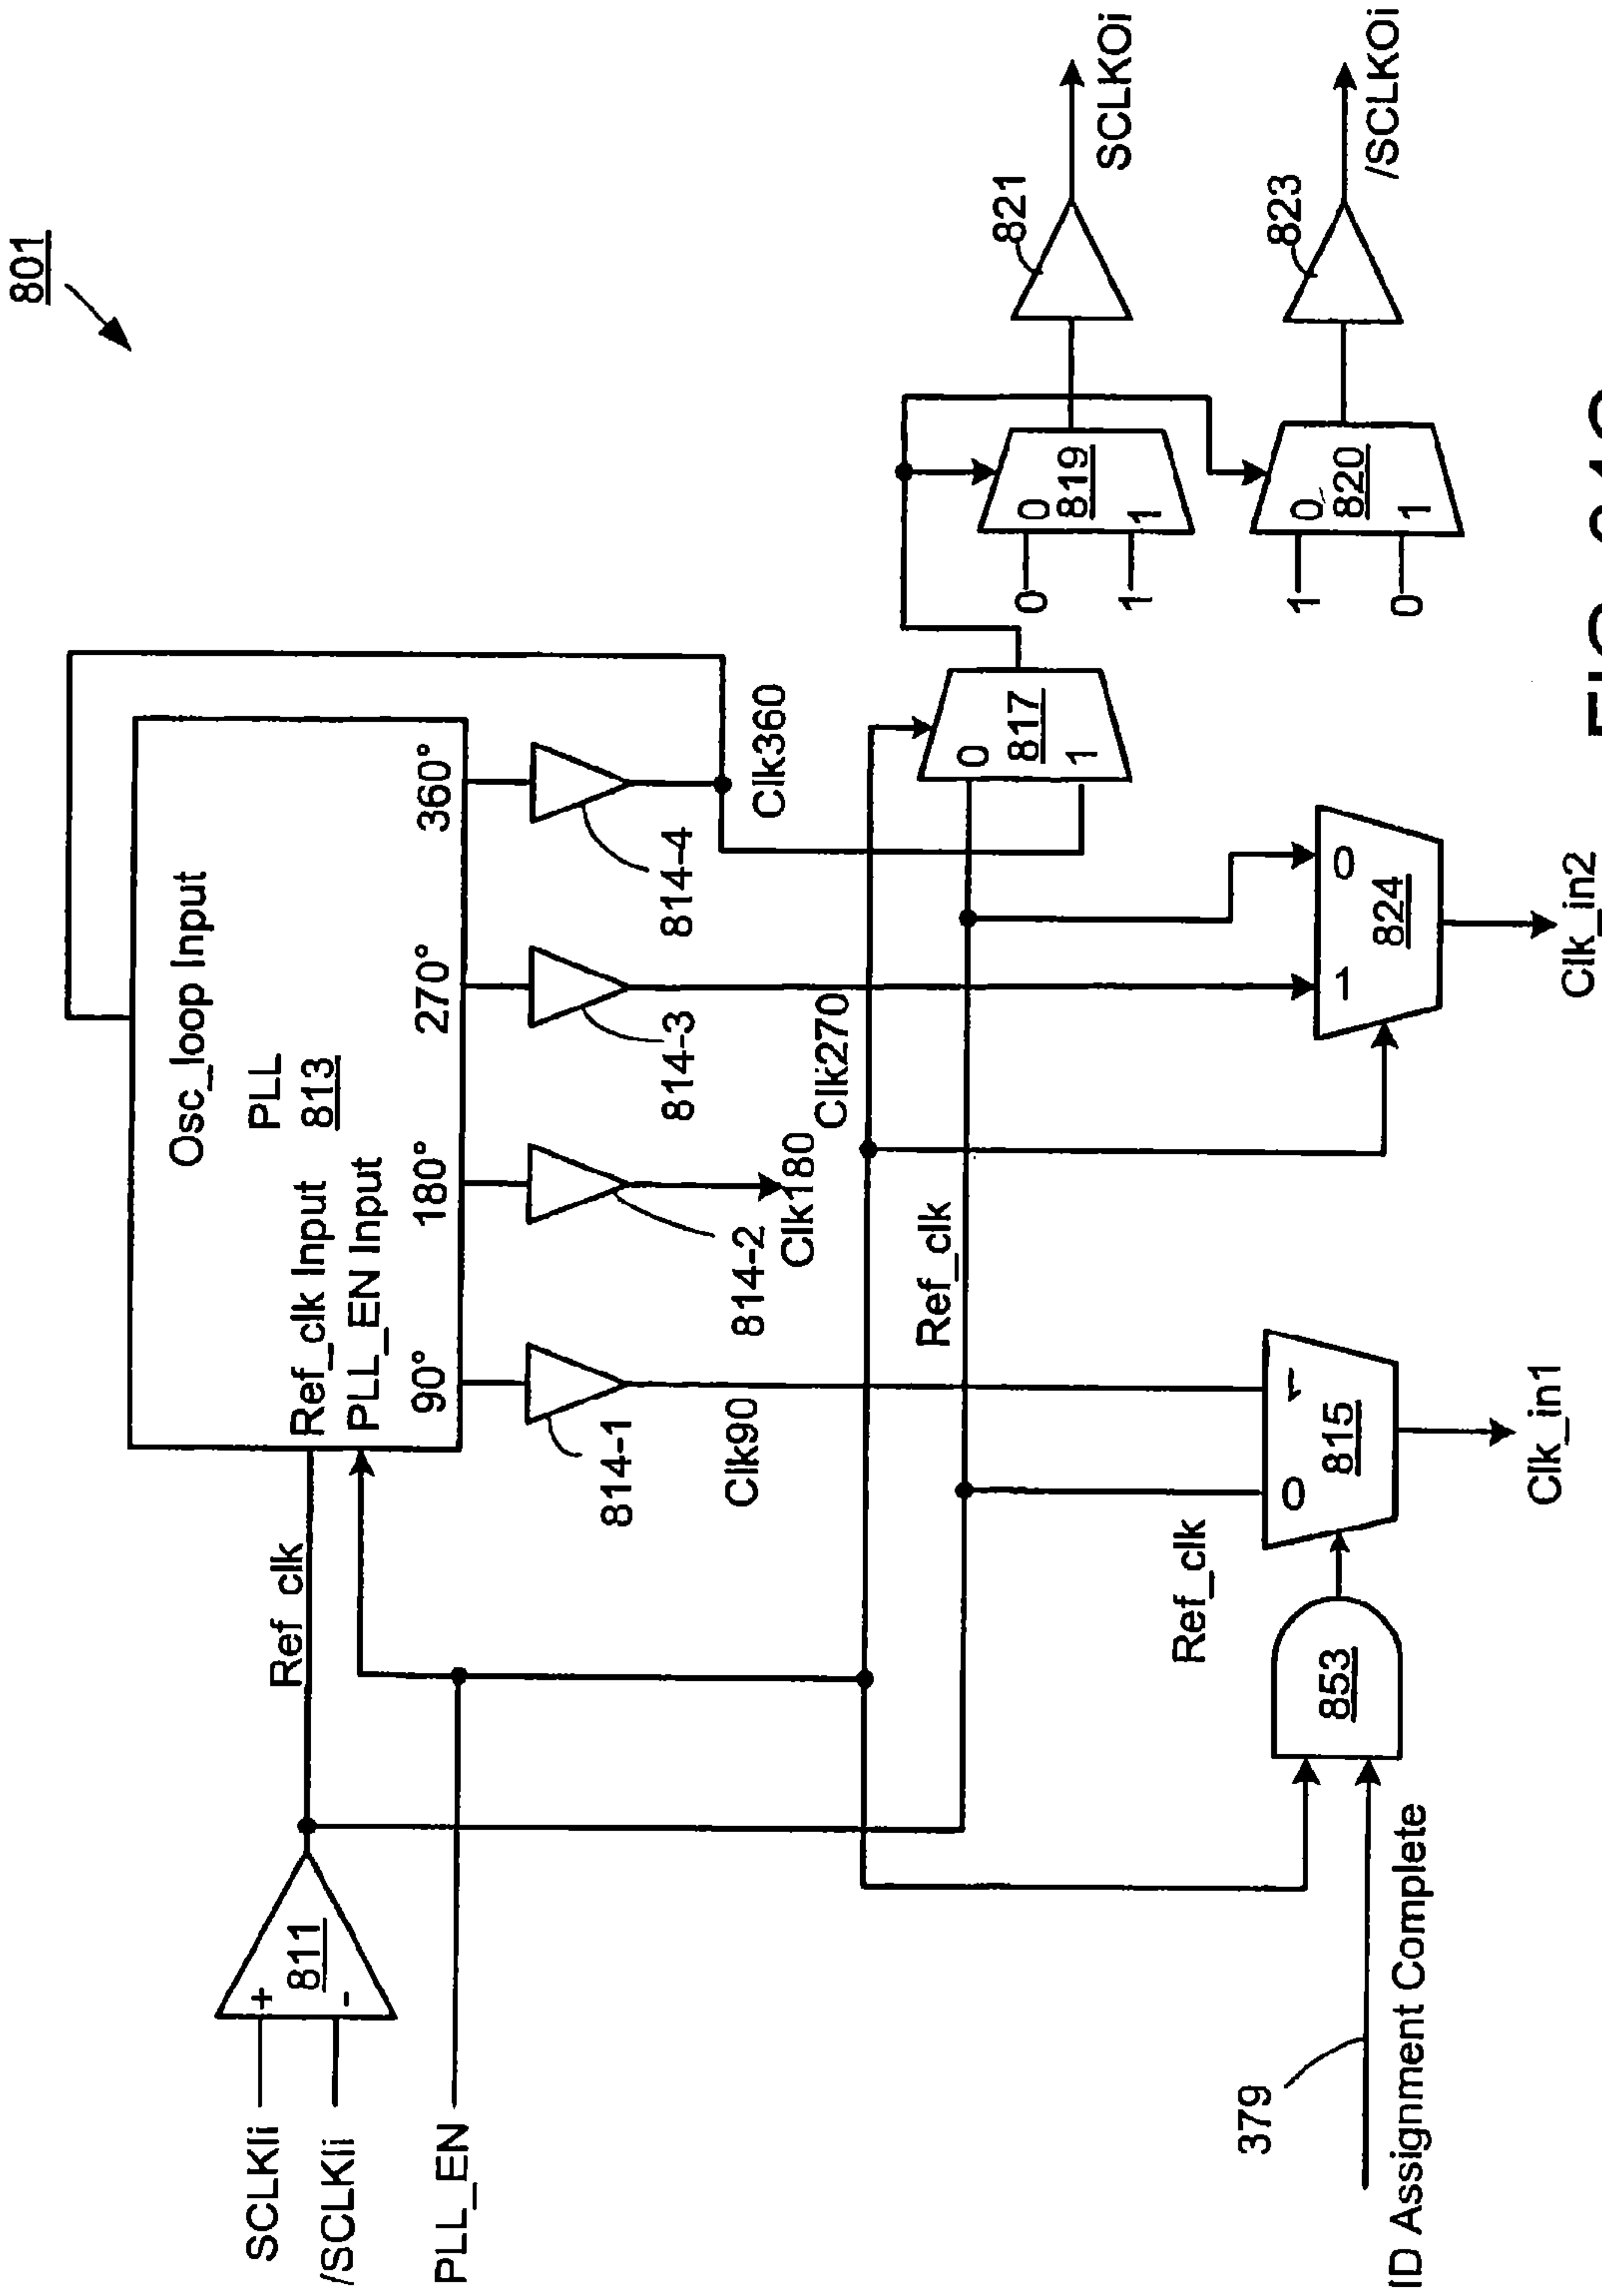 801
Osc_loop Input
PLL
813
Ref_clk Input
PLL_EN Input
90°
180°
270°
360°
SCLKIi
/SCLKIi
+
-
811
Ref_clk
PLL_EN
814-1
814-2
814-3
814-4
Clk90
Clk180
Clk270
Clk360
Ref_clk
Ref_clk
0
1
817
0
1
0
819
1
1
0
0
820
1
821
SCLKOi
823
/SCLKOi
0
1
815
Clk_in1
1
0
824
Clk_in2
853
379
ID Assignment Complete